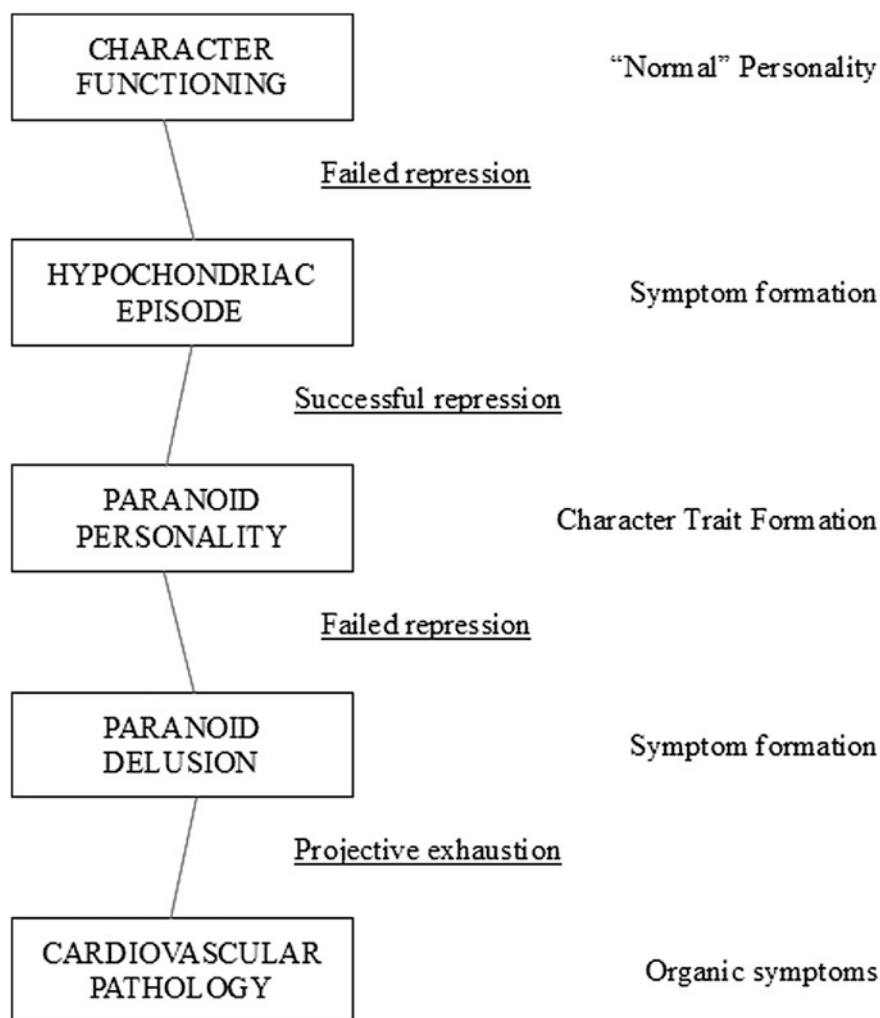 CHARACTER
FUNCTIONING
“Normal” Personality
Failed repression
HYPOCHONDRIAC
EPISODE
Symptom formation
Successful repression
PARANOID
PERSONALITY
Character Trait Formation
Failed repression
PARANOID
DELUSION
Symptom formation
Projective exhaustion
CARDIOVASCULAR
PATHOLOGY
Organic symptoms